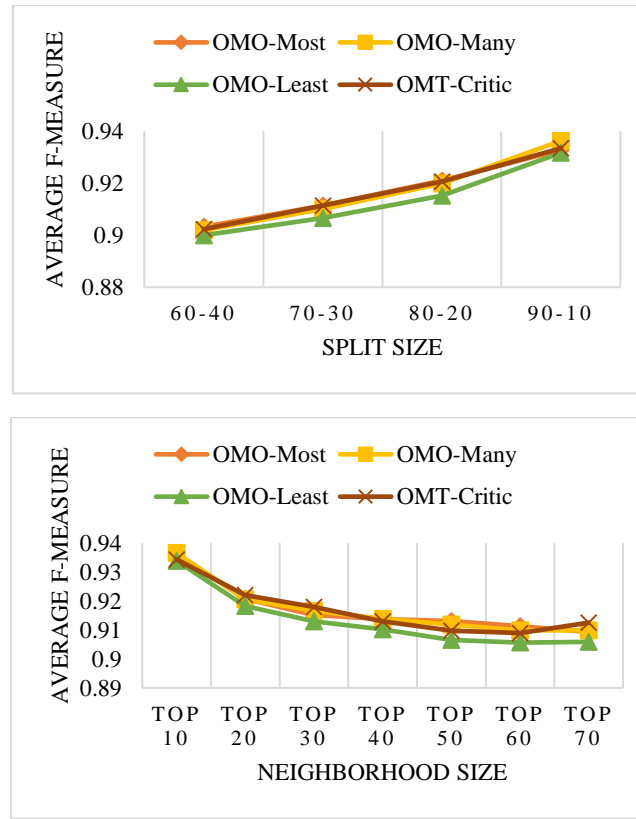 OMO-Most OMO-Many
OMO-Least OMT-Critic
AVERAGE F-MEASURE
0.94
0.92
0.9
0.88
60-40 70-30 80-20 90-10
SPLIT SIZE
OMO-Most OMO-Many
OMO-Least OMT-Critic
AVERAGE F-MEASURE
0.94
0.93
0.92
0.91
0.9
0.89
TOP TOP TOP TOP TOP TOP TOP
10 20 30 40 50 60 70
NEIGHBORHOOD SIZE